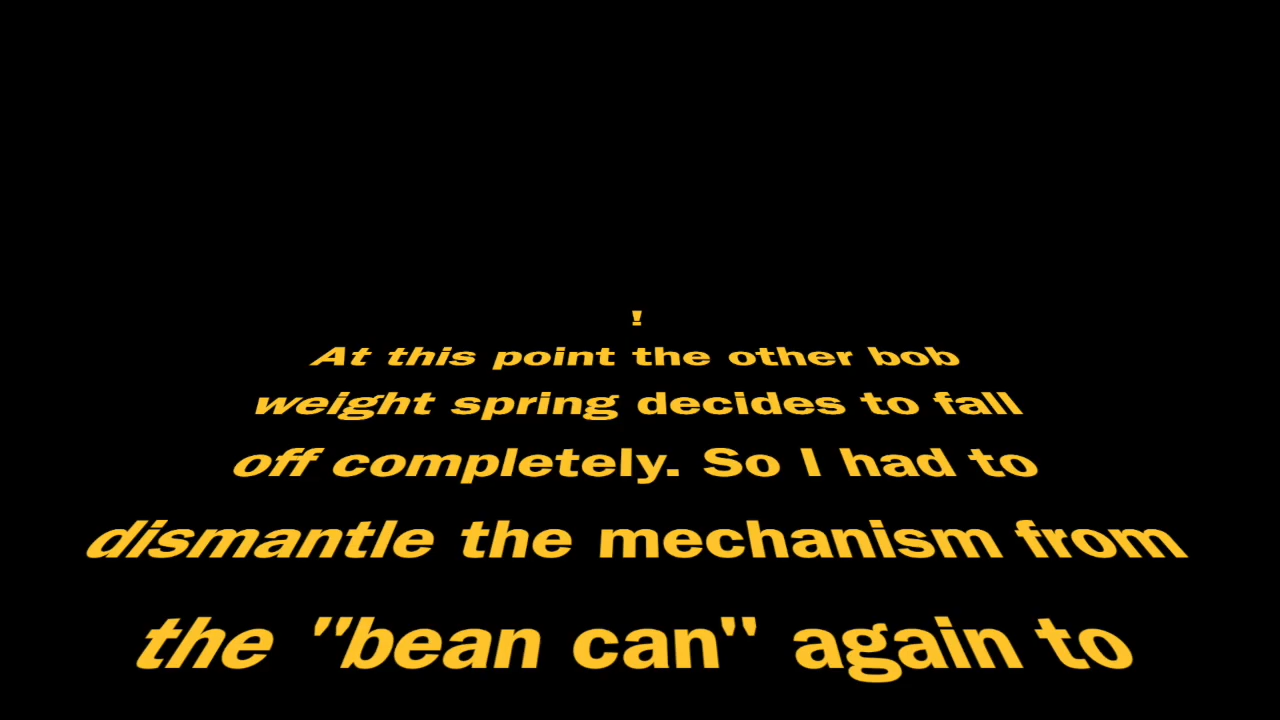 !
At this point the other bob
weight spring decides to fall
off completely. So I had to
dismantle the mechanism from
the "bean can" again to